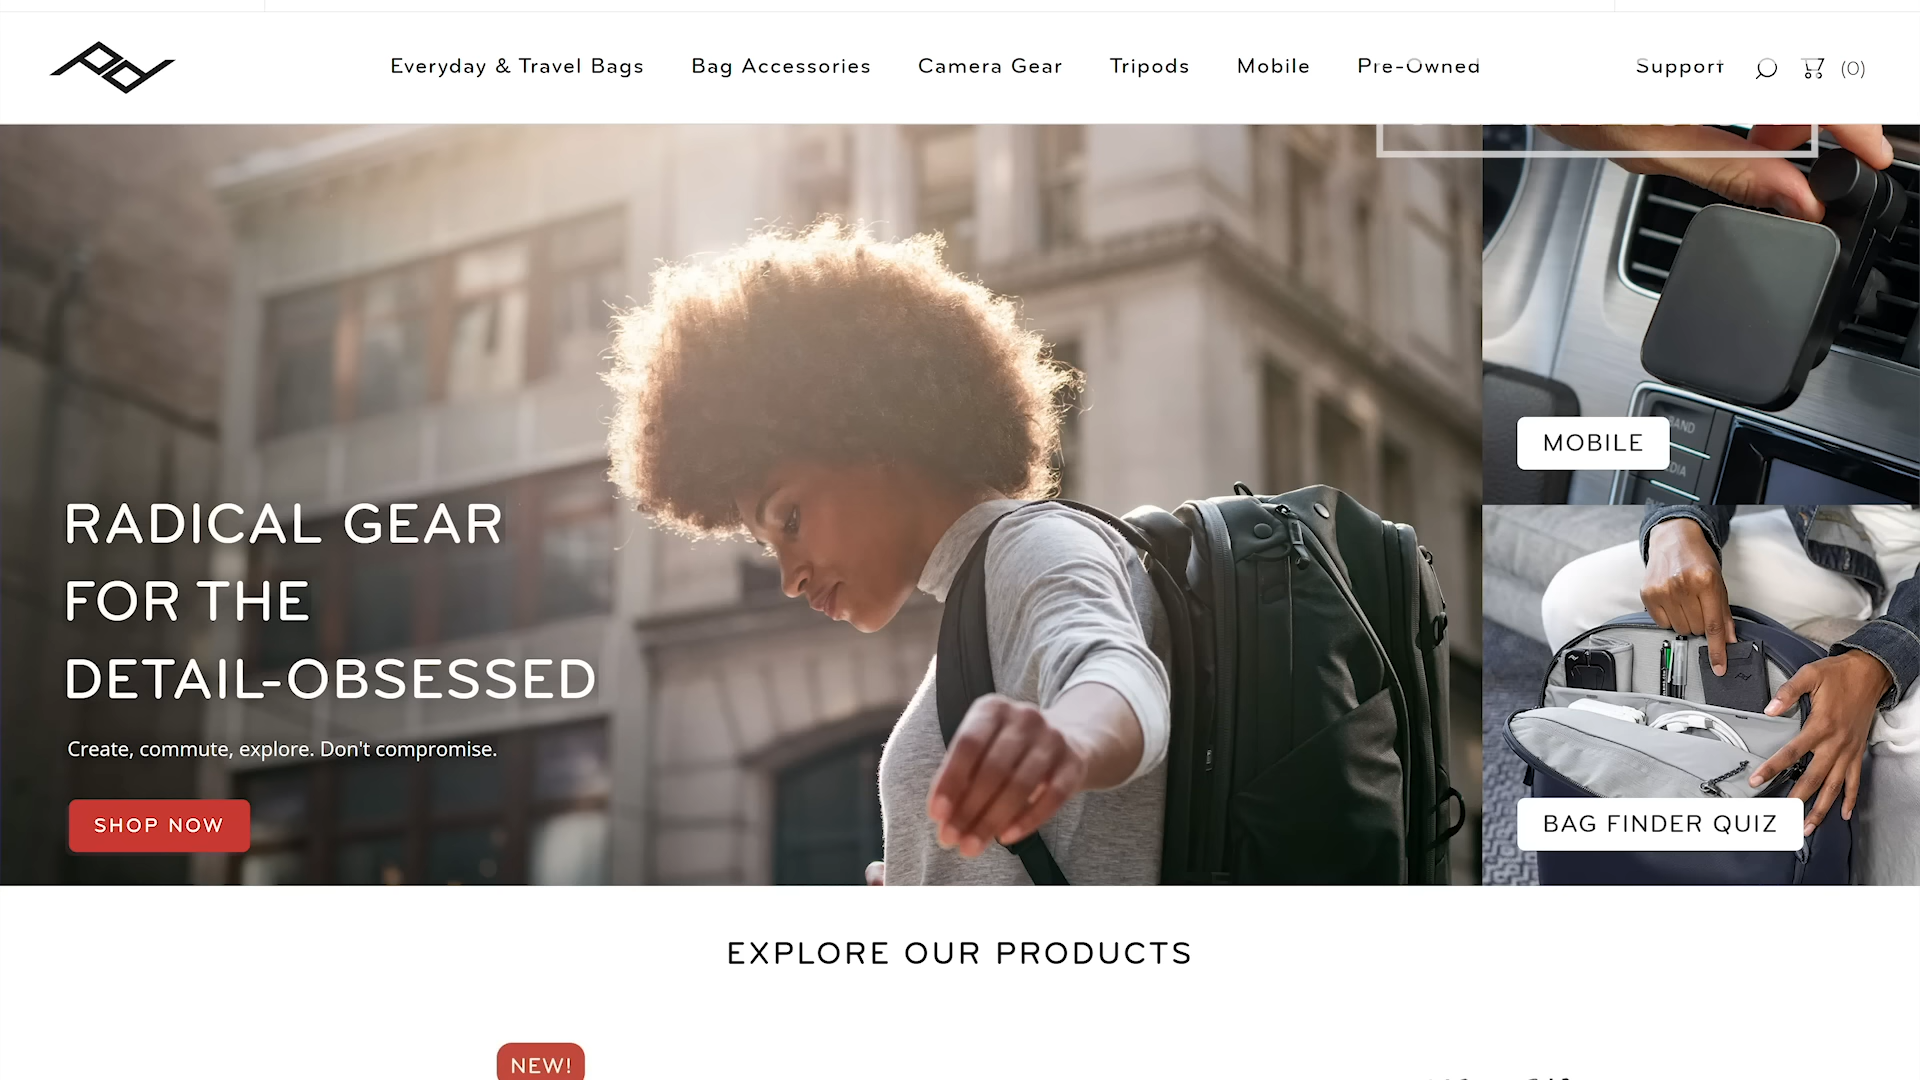 Everyday & Travel Bags
Bag Accessories
Camera Gear
Tripods
Mobile
Pre-Owned
Support
(0)
RADICAL GEAR
FOR THE
DETAIL-OBSESSED
Create, commute, explore. Don't compromise.
SHOP NOW
MOBILE
BAG FINDER QUIZ
EXPLORE OUR PRODUCTS
NEW!